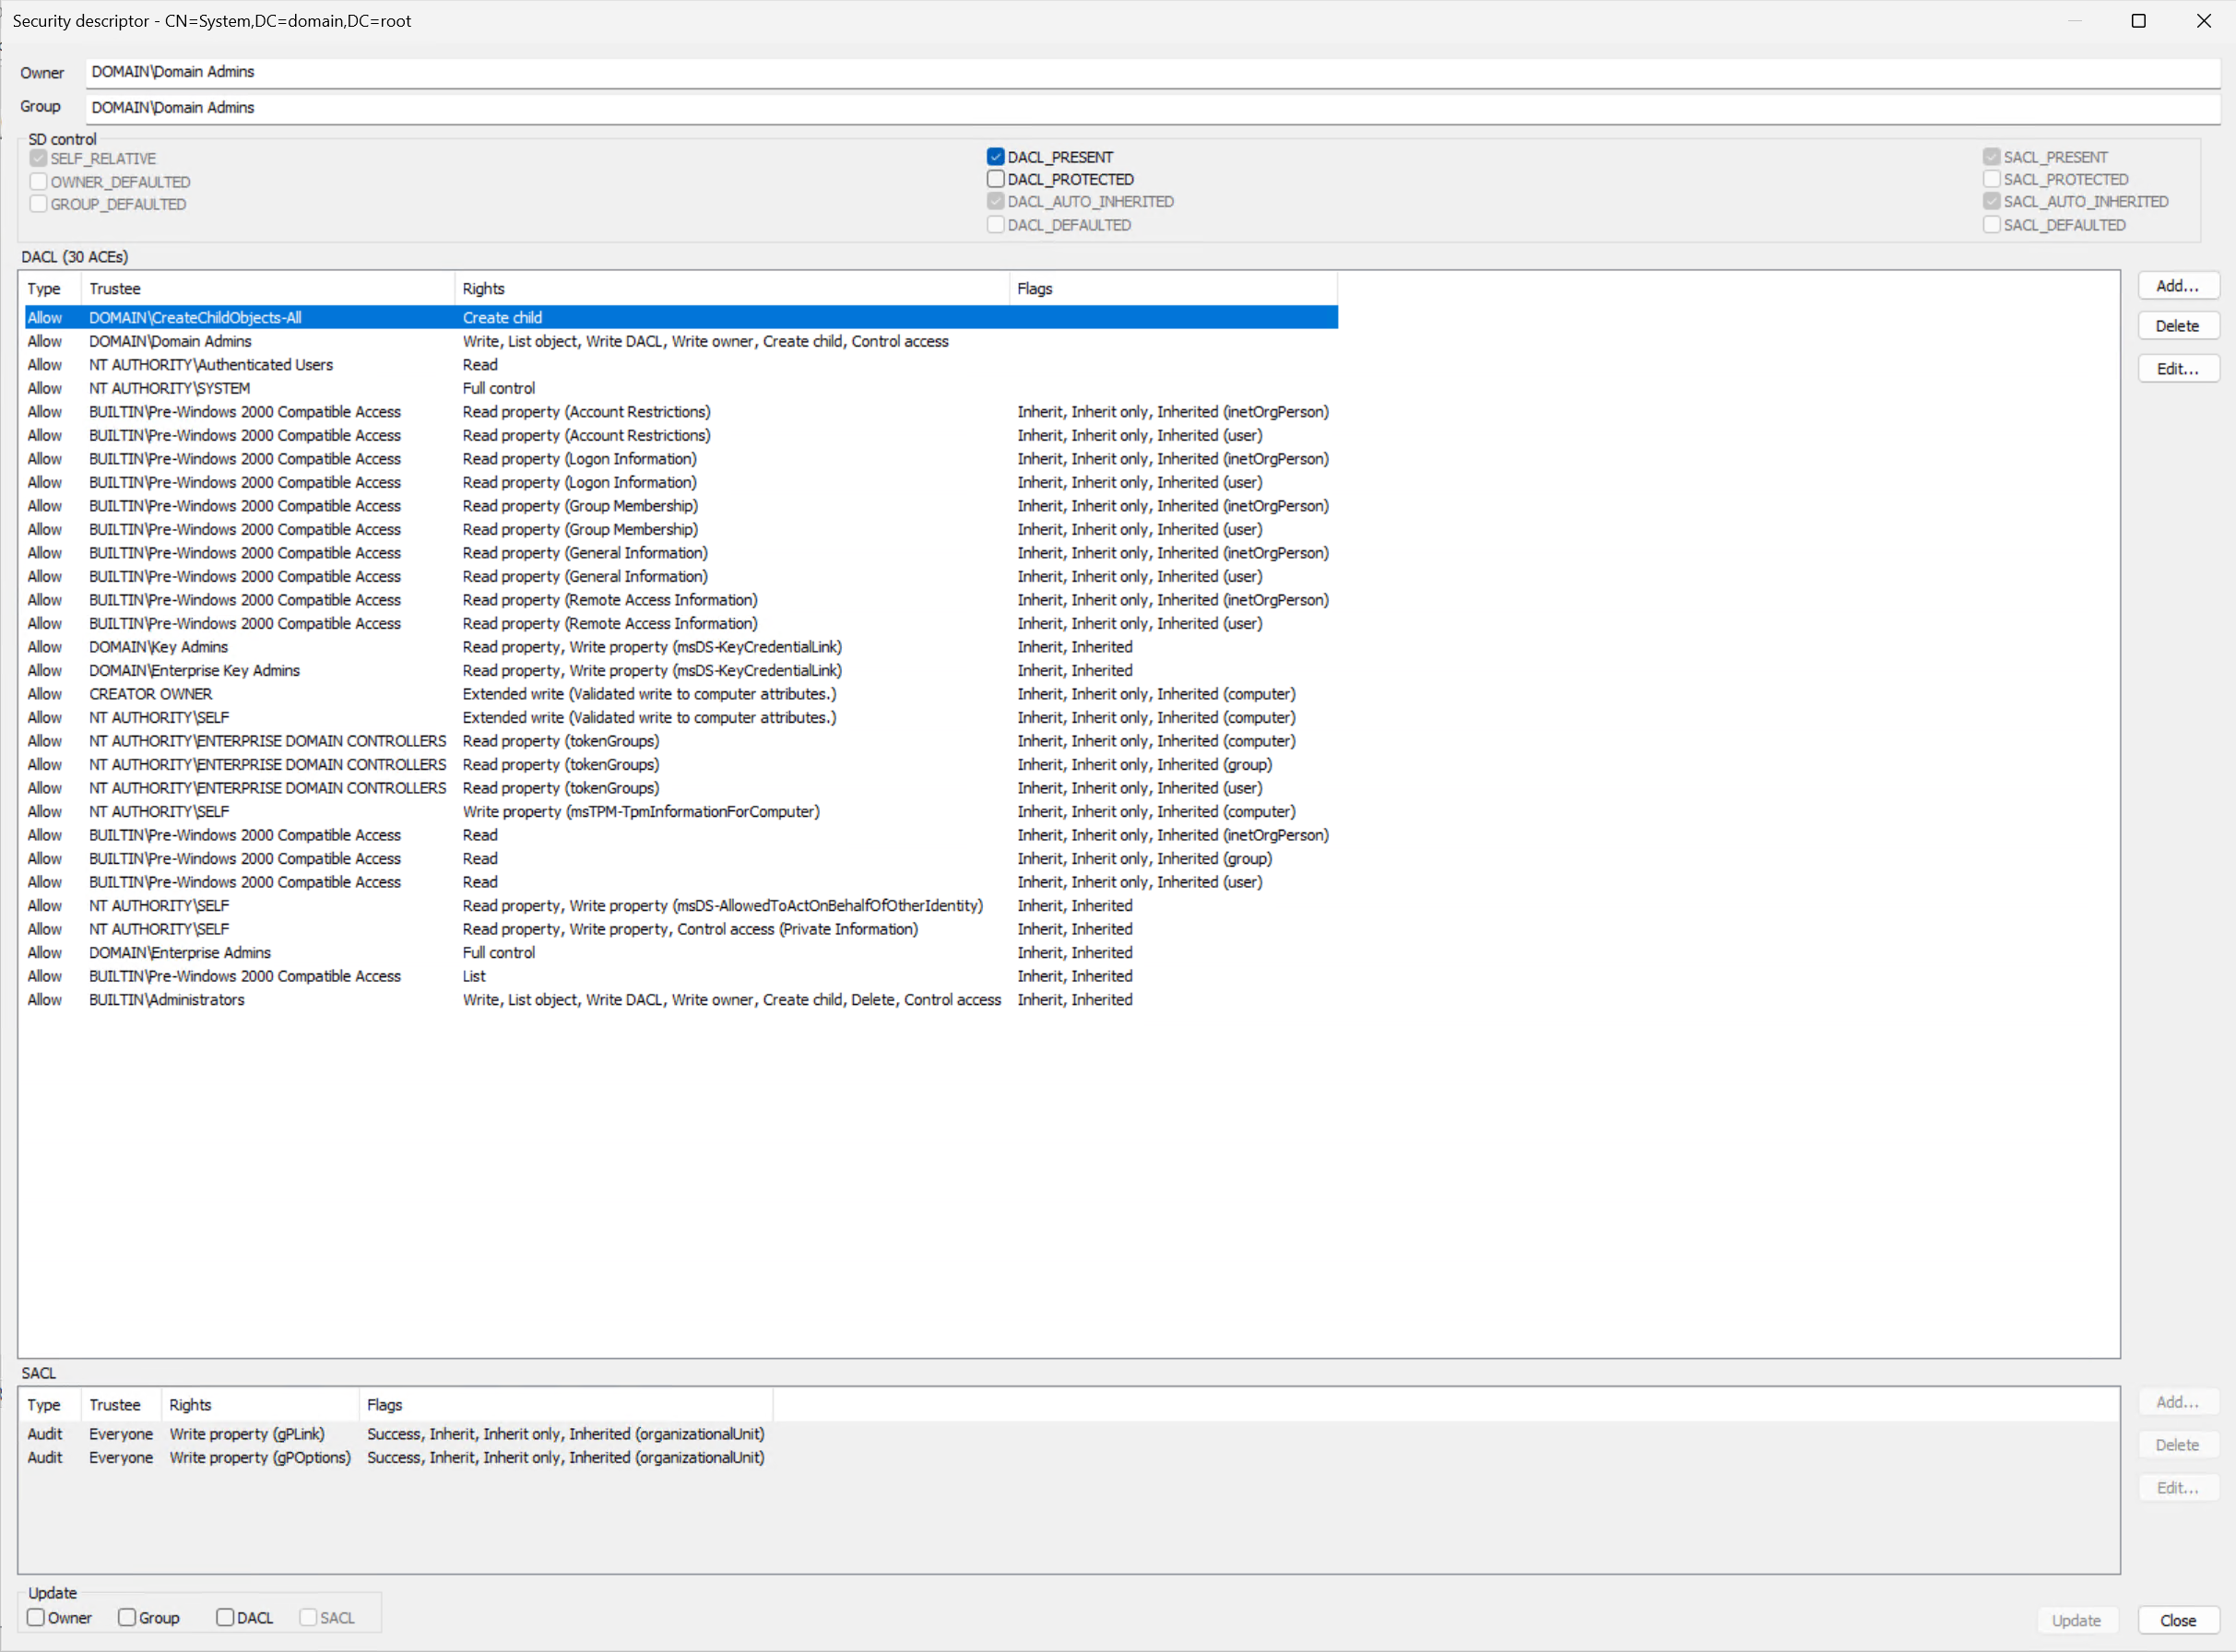 Security descriptor - CN=System,DC=domain,DC=root
Owner DOMAIN\Domain Admins
Group DOMAIN\Domain Admins
SD control
SELF_RELATIVE DACL_PRESENT SACL_PRESENT
OWNER_DEFAULTED DACL_PROTECTED SACL_PROTECTED
GROUP_DEFAULTED DACL_AUTO_INHERITED SACL_AUTO_INHERITED
DACL_DEFAULTED SACL_DEFAULTED
DACL (30 ACEs)
Type Trustee Rights Flags Add...
Allow DOMAIN\CreateChildObjects-All Create child Delete
Allow DOMAIN\Domain Admins Write, List object, Write DACL, Write owner, Create child, Control access
Allow NT AUTHORITY\Authenticated Users Read Edit...
Allow NT AUTHORITY\SYSTEM Full control
Allow BUILTIN\Pre-Windows 2000 Compatible Access Read property (Account Restrictions) Inherit, Inherit only, Inherited (inetOrgPerson)
Allow BUILTIN\Pre-Windows 2000 Compatible Access Read property (Account Restrictions) Inherit, Inherit only, Inherited (user)
Allow BUILTIN\Pre-Windows 2000 Compatible Access Read property (Logon Information) Inherit, Inherit only, Inherited (inetOrgPerson)
Allow BUILTIN\Pre-Windows 2000 Compatible Access Read property (Logon Information) Inherit, Inherit only, Inherited (user)
Allow BUILTIN\Pre-Windows 2000 Compatible Access Read property (Group Membership) Inherit, Inherit only, Inherited (inetOrgPerson)
Allow BUILTIN\Pre-Windows 2000 Compatible Access Read property (Group Membership) Inherit, Inherit only, Inherited (user)
Allow BUILTIN\Pre-Windows 2000 Compatible Access Read property (General Information) Inherit, Inherit only, Inherited (inetOrgPerson)
Allow BUILTIN\Pre-Windows 2000 Compatible Access Read property (General Information) Inherit, Inherit only, Inherited (user)
Allow BUILTIN\Pre-Windows 2000 Compatible Access Read property (Remote Access Information) Inherit, Inherit only, Inherited (inetOrgPerson)
Allow BUILTIN\Pre-Windows 2000 Compatible Access Read property (Remote Access Information) Inherit, Inherit only, Inherited (user)
Allow DOMAIN\Key Admins Read property, Write property (msDS-KeyCredentialLink) Inherit, Inherited
Allow DOMAIN\Enterprise Key Admins Read property, Write property (msDS-KeyCredentialLink) Inherit, Inherited
Allow CREATOR OWNER Extended write (Validated write to computer attributes.) Inherit, Inherit only, Inherited (computer)
Allow NT AUTHORITY\SELF Extended write (Validated write to computer attributes.) Inherit, Inherit only, Inherited (computer)
Allow NT AUTHORITY\ENTERPRISE DOMAIN CONTROLLERS Read property (tokenGroups) Inherit, Inherit only, Inherited (computer)
Allow NT AUTHORITY\ENTERPRISE DOMAIN CONTROLLERS Read property (tokenGroups) Inherit, Inherit only, Inherited (group)
Allow NT AUTHORITY\ENTERPRISE DOMAIN CONTROLLERS Read property (tokenGroups) Inherit, Inherit only, Inherited (user)
Allow NT AUTHORITY\SELF Write property (msTPM-TpmInformationForComputer) Inherit, Inherit only, Inherited (computer)
Allow BUILTIN\Pre-Windows 2000 Compatible Access Read Inherit, Inherit only, Inherited (inetOrgPerson)
Allow BUILTIN\Pre-Windows 2000 Compatible Access Read Inherit, Inherit only, Inherited (group)
Allow BUILTIN\Pre-Windows 2000 Compatible Access Read Inherit, Inherit only, Inherited (user)
Allow NT AUTHORITY\SELF Read property, Write property (msDS-AllowedToActOnBehalfOfOtherIdentity) Inherit, Inherited
Allow NT AUTHORITY\SELF Read property, Write property, Control access (Private Information) Inherit, Inherited
Allow DOMAIN\Enterprise Admins Full control Inherit, Inherited
Allow BUILTIN\Pre-Windows 2000 Compatible Access List Inherit, Inherited
Allow BUILTIN\Administrators Write, List object, Write DACL, Write owner, Create child, Delete, Control access Inherit, Inherited
SACL
Type Trustee Rights Flags Add...
Audit Everyone Write property (gPLink) Success, Inherit, Inherit only, Inherited (organizationalUnit) Delete
Audit Everyone Write property (gPOptions) Success, Inherit, Inherit only, Inherited (organizationalUnit)
Edit...
Update
Owner Group DACL SACL Update Close